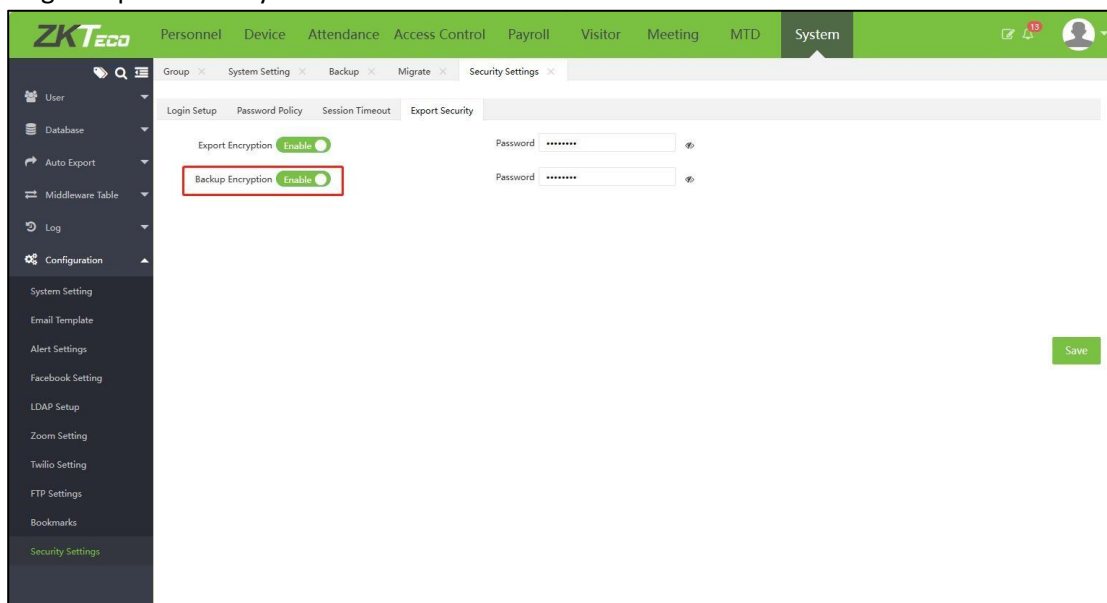 ZKTECO
Personnel Device Attendance Access Control Payroll Visitor Meeting MTD System 13
Group × System Setting × Backup × Migrate × Security Settings ×
User
Database
Auto Export
Middleware Table
Log
Configuration
System Setting
Email Template
Alert Settings
Facebook Setting
LDAP Setup
Zoom Setting
Twilio Setting
FTP Settings
Bookmarks
Security Settings
Login Setup Password Policy Session Timeout Export Security
Export Encryption Enable Password ••••••••
Backup Encryption Enable Password ••••••••
Save